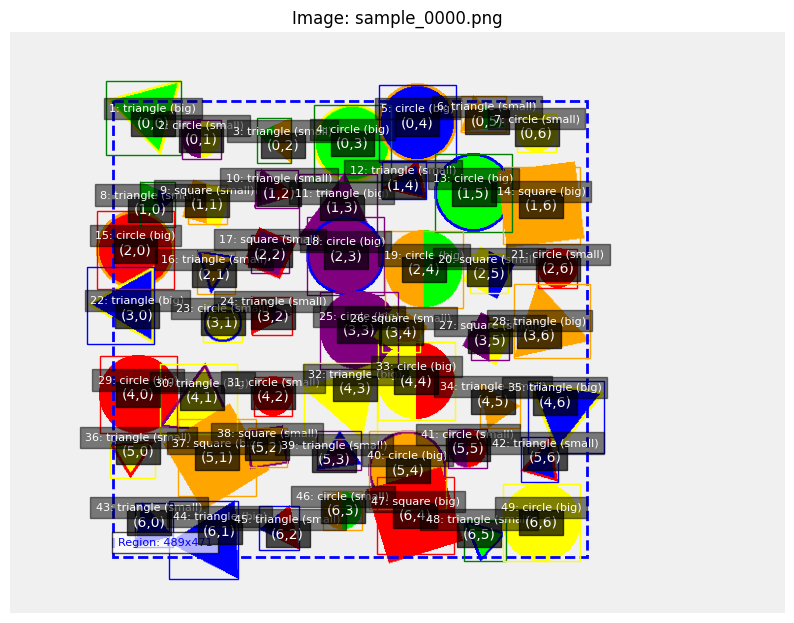 Image: sample_0000.png
1: triangle (big)
(0,0)
2: circle (small)
(0,1)
3: triangle (small)
(0,2)
4: circle (big)
(0,3)
5: circle (big)
(0,4)
6: triangle (small)
(0,5)
7: circle (small)
(0,6)
8: triangle (small)
(1,0)
9: square (small)
(1,1)
10: triangle (small)
(1,2)
11: triangle (big)
(1,3)
12: triangle (small)
(1,4)
13: circle (big)
(1,5)
14: square (big)
(1,6)
15: circle (big)
(2,0)
16: triangle (small)
(2,1)
17: square (small)
(2,2)
18: circle (big)
(2,3)
19: circle (big)
(2,4)
20: square (small)
(2,5)
21: circle (small)
(2,6)
22: triangle (big)
(3,0)
23: circle (small)
(3,1)
24: triangle (small)
(3,2)
25: circle (big)
(3,3)
26: square (small)
(3,4)
27: square (small)
(3,5)
28: triangle (big)
(3,6)
29: circle (big)
(4,0)
30: triangle (big)
(4,1)
31: circle (small)
(4,2)
32: triangle (big)
(4,3)
33: circle (big)
(4,4)
34: triangle (small)
(4,5)
35: triangle (big)
(4,6)
36: triangle (small)
(5,0)
37: square (big)
(5,1)
38: square (small)
(5,2)
39: triangle (small)
(5,3)
40: circle (big)
(5,4)
41: circle (small)
(5,5)
42: triangle (small)
(5,6)
43: triangle (small)
(6,0)
44: triangle (big)
(6,1)
45: triangle (small)
(6,2)
46: circle (small)
(6,3)
47: square (big)
(6,4)
48: triangle (small)
(6,5)
49: circle (big)
(6,6)
Region: 489x471